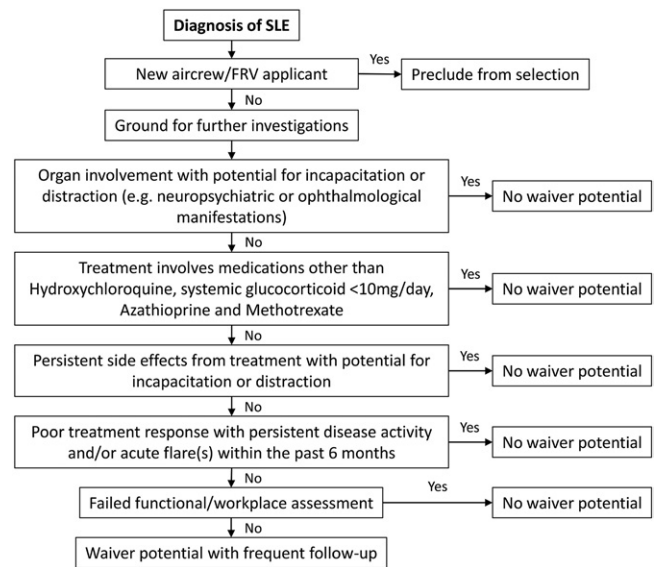 Diagnosis of SLE
New aircrew/FRV applicant
Yes
Preclude from selection
No
Ground for further investigations
Organ involvement with potential for incapacitation or
distraction (e.g. neuropsychiatric or ophthalmological
manifestations)
Yes
No waiver potential
No
Treatment involves medications other than
Hydroxychloroquine, systemic glucocorticoid <10mg/day,
Azathioprine and Methotrexate
Yes
No waiver potential
No
Persistent side effects from treatment with potential for
incapacitation or distraction
Yes
No waiver potential
No
Poor treatment response with persistent disease activity
and/or acute flare(s) within the past 6 months
Yes
No waiver potential
No
Failed functional/workplace assessment
Yes
No waiver potential
No
Waiver potential with frequent follow-up